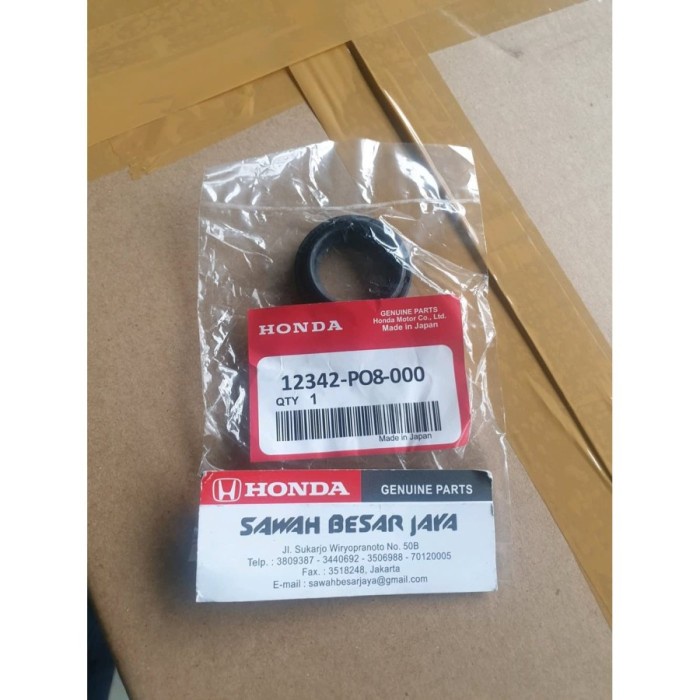 HONDA
GENUINE PARTS
Honda Motor Co., Ltd.
Made in Japan
12342-PO8-000
QTY 1
Made in Japan
HONDA
GENUINE PARTS
SAWAH BESAR JAYA
Jl. Sukarjo Wiryopranoto No. 50B
Telp. : 3809387 - 3440692 - 3506988 - 70120005
Fax. : 3518248, Jakarta
E-mail : sawahbesarjaya@gmail.com